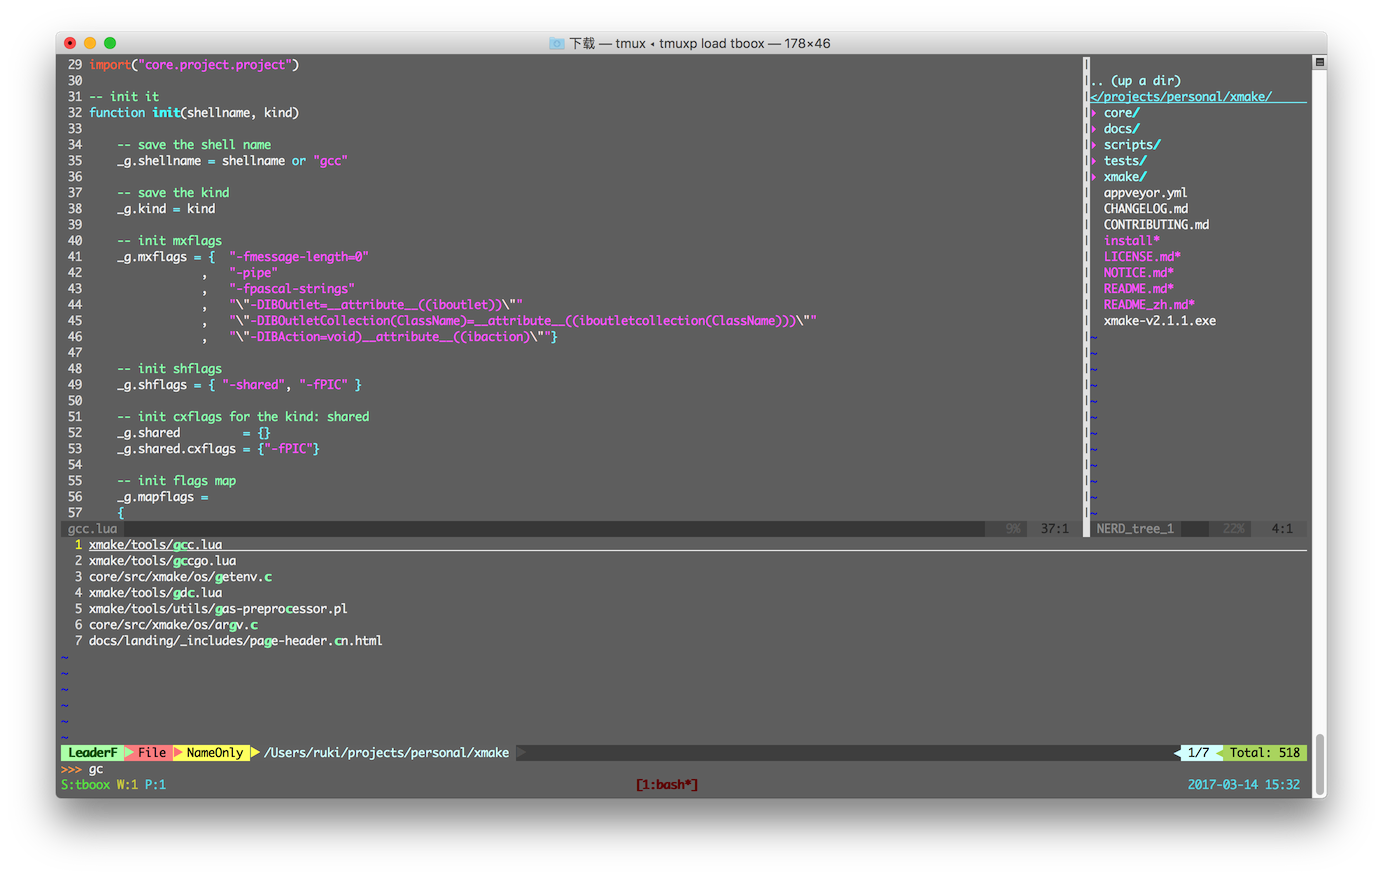 下载 — tmux ◂ tmuxp load tboox — 178×46
29 import("core.project.project")
30
31 -- init it
32 function init(shellname, kind)
33
34     -- save the shell name
35     _g.shellname = shellname or "gcc"
36
37     -- save the kind
38     _g.kind = kind
39
40     -- init mxflags
41     _g.mxflags = {  "-fmessage-length=0"
42                 ,   "-pipe"
43                 ,   "-fpascal-strings"
44                 ,   "\"-DIBOutlet=__attribute__((iboutlet))\""
45                 ,   "\"-DIBOutletCollection(ClassName)=__attribute__((iboutletcollection(ClassName)))\""
46                 ,   "\"-DIBAction=void)__attribute__((ibaction)\""}
47
48     -- init shflags
49     _g.shflags = { "-shared", "-fPIC" }
50
51     -- init cxflags for the kind: shared
52     _g.shared         = {}
53     _g.shared.cxflags = {"-fPIC"}
54
55     -- init flags map
56     _g.mapflags =
57     {
gcc.lua 9% 37:1
.. (up a dir)
</projects/personal/xmake/
▸ core/
▸ docs/
▸ scripts/
▸ tests/
▸ xmake/
appveyor.yml
CHANGELOG.md
CONTRIBUTING.md
install*
LICENSE.md*
NOTICE.md*
README.md*
README_zh.md*
xmake-v2.1.1.exe
~
~
~
~
~
~
~
~
~
~
~
~
NERD_tree_1 22% 4:1
1 xmake/tools/gcc.lua
2 xmake/tools/gccgo.lua
3 core/src/xmake/os/getenv.c
4 xmake/tools/gdc.lua
5 xmake/tools/utils/gas-preprocessor.pl
6 core/src/xmake/os/argv.c
7 docs/landing/_includes/page-header.cn.html
~
~
~
~
~
~
LeaderF File NameOnly /Users/ruki/projects/personal/xmake 1/7 Total: 518
>>> gc
S:tboox W:1 P:1 [1:bash*] 2017-03-14 15:32